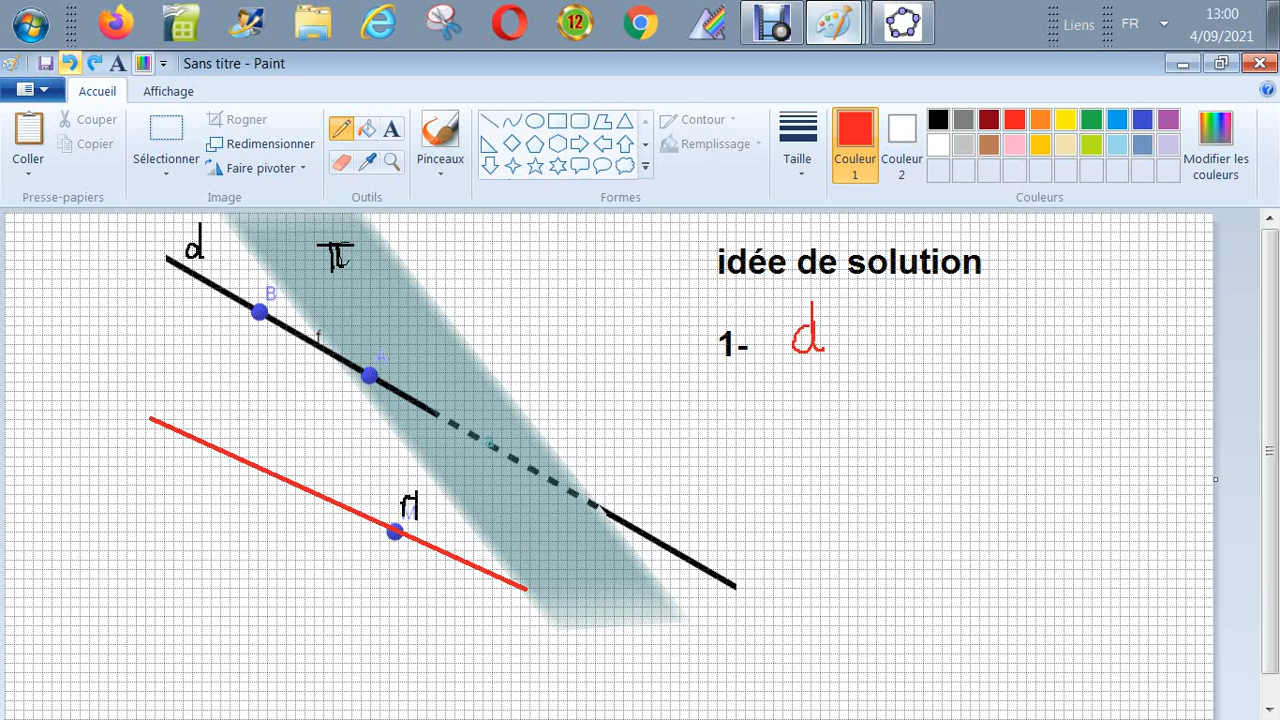 12
Liens
FR
13:00
4/09/2021
Sans titre - Paint
Accueil
Affichage
Coller
Couper
Copier
Presse-papiers
Sélectionner
Rogner
Redimensionner
Faire pivoter
Image
A
Outils
Pinceaux
Contour
Remplissage
Formes
Taille
Couleur 1
Couleur 2
Modifier les couleurs
Couleurs
d
π
B
f
A
M
idée de solution
1- d